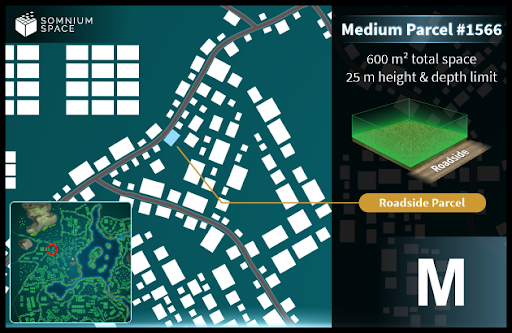 SOMNIUM
SPACE
Medium Parcel #1566
600 m² total space
25 m height & depth limit
Roadside
Roadside Parcel
M